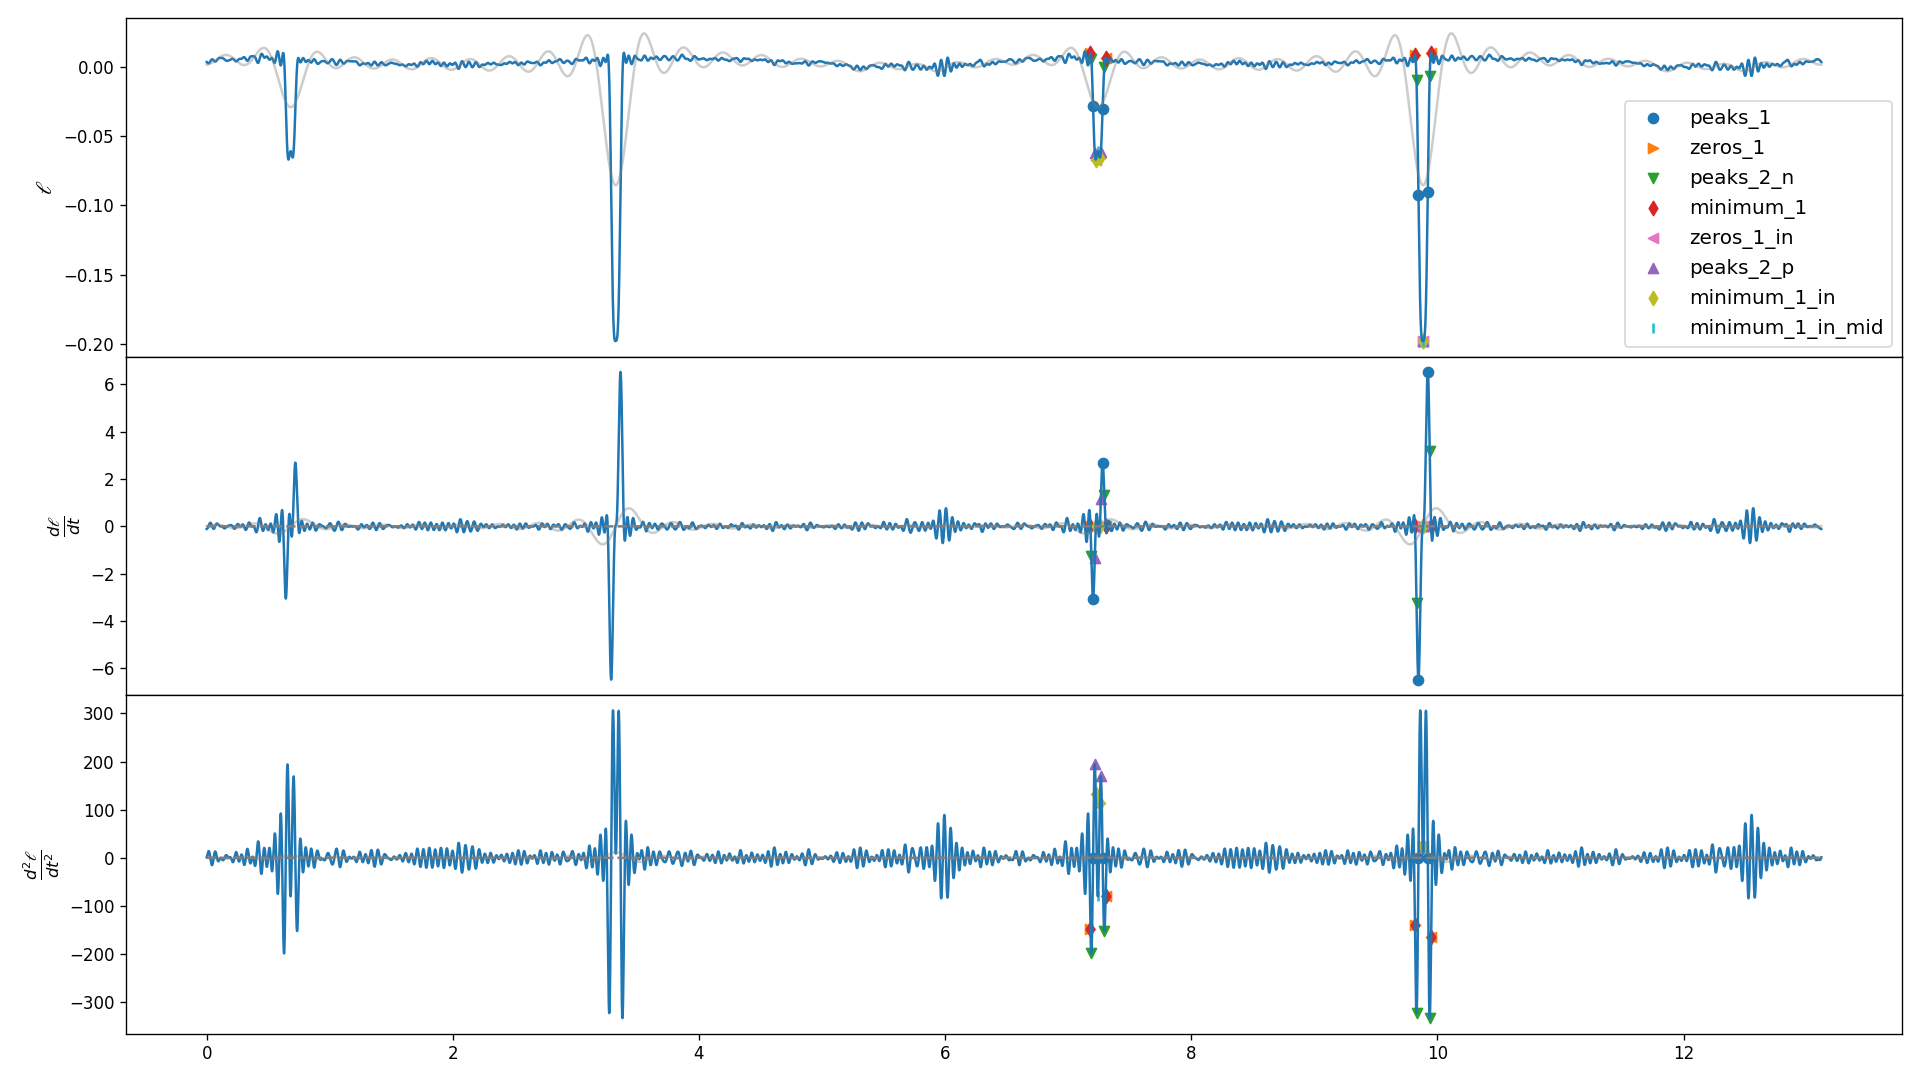 0.00
−0.05
−0.10
−0.15
−0.20
ℓ
peaks_1
zeros_1
peaks_2_n
minimum_1
zeros_1_in
peaks_2_p
minimum_1_in
minimum_1_in_mid
6
4
2
0
−2
−4
−6
dℓ/dt
300
200
100
0
−100
−200
−300
d²ℓ/dt²
0 2 4 6 8 10 12